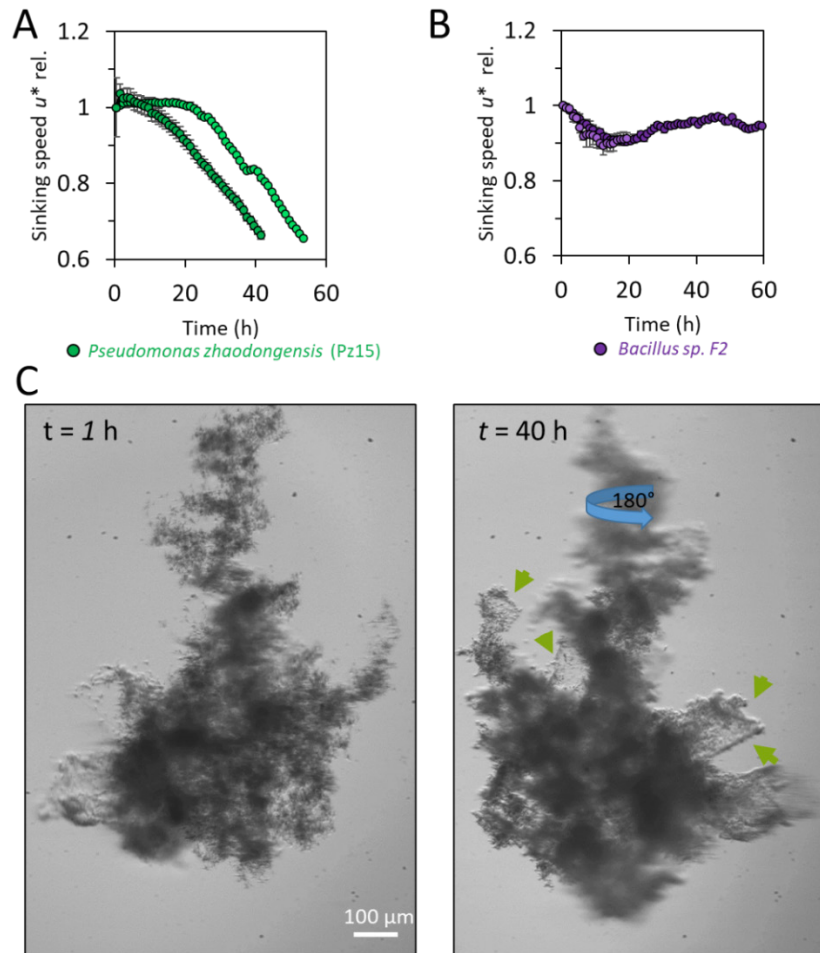 A
Sinking speed u* rel.
1.2
1
0.8
0.6
0
20
40
60
Time (h)
Pseudomonas zhaodongensis (Pz15)
B
Sinking speed u* rel.
1.2
1
0.8
0.6
0
20
40
60
Time (h)
Bacillus sp. F2
C
t = 1 h
100 µm
t = 40 h
180°